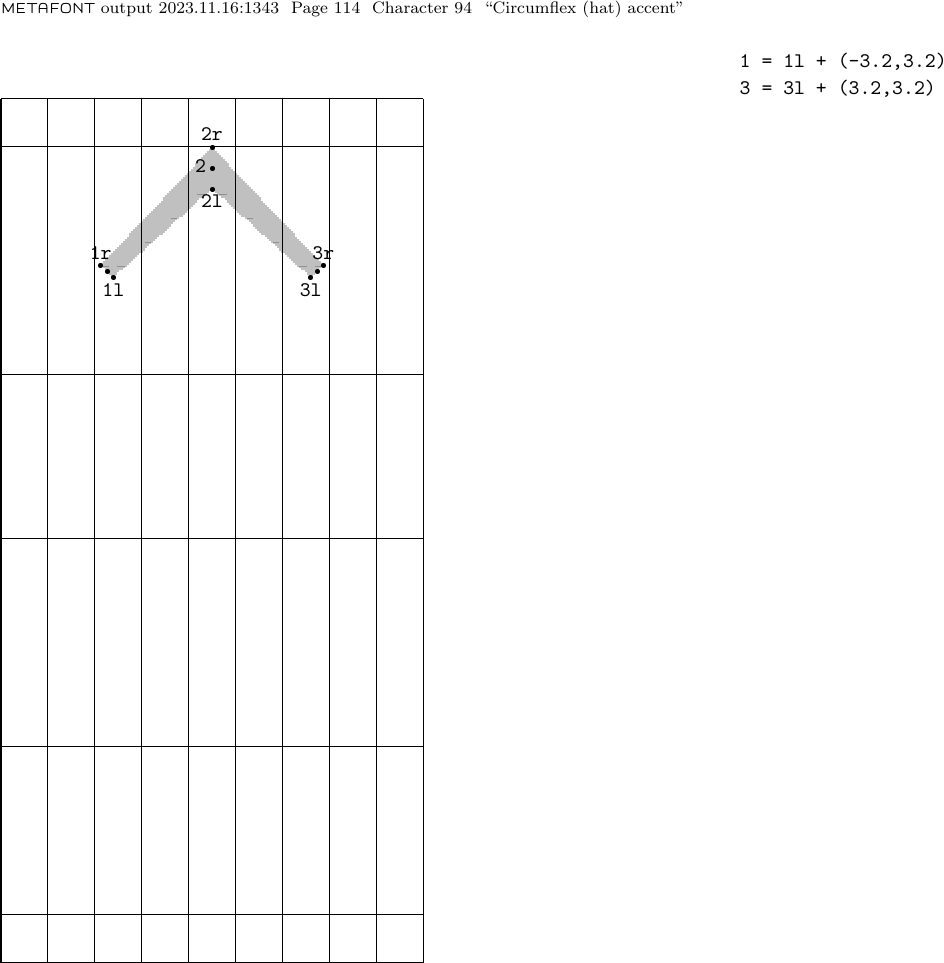 METAFONT output 2023.11.16:1343 Page 114 Character 94 “Circumflex (hat) accent”
1 = 1l + (-3.2,3.2)
3 = 3l + (3.2,3.2)
2r
2
2l
1r 3r
1l 3l